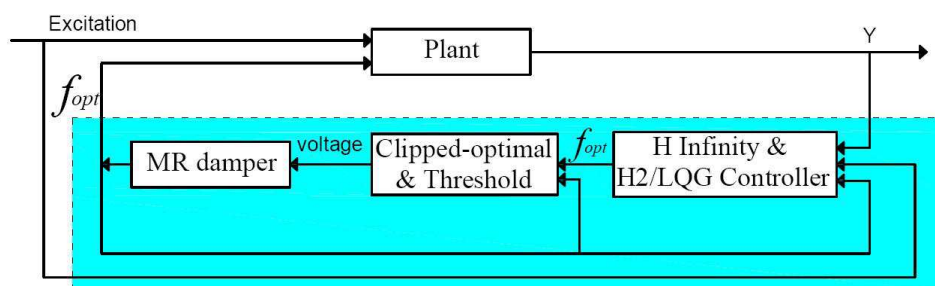 Excitation
Plant
Y
fopt
MR damper
voltage
Clipped-optimal
& Threshold
fopt
H Infinity &
H2/LQG Controller